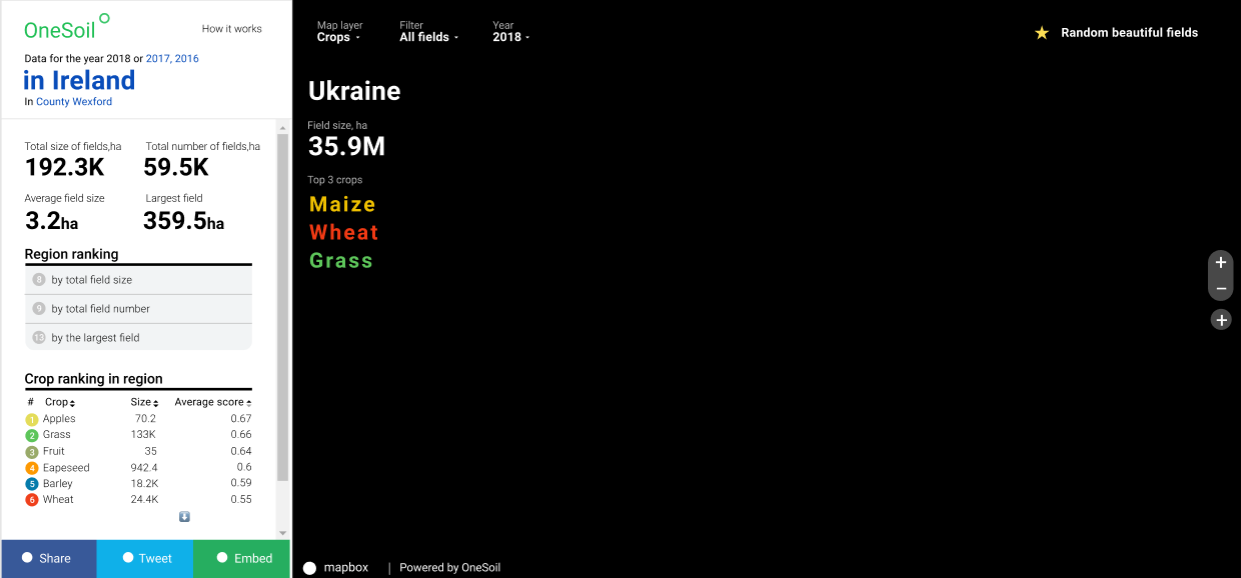 OneSoil
How it works
Data for the year 2018 or 2017, 2016
in Ireland
In County Wexford
Total size of fields,ha
Total number of fields,ha
192.3K
59.5K
Average field size
Largest field
3.2ha
359.5ha
Region ranking
8 by total field size
9 by total field number
13 by the largest field
Crop ranking in region
# Crop Size Average score
1 Apples 70.2 0.67
2 Grass 133K 0.66
3 Fruit 35 0.64
4 Eapeseed 942.4 0.6
5 Barley 18.2K 0.59
6 Wheat 24.4K 0.55
Share
Tweet
Embed
Map layer
Crops
Filter
All fields
Year
2018
Random beautiful fields
Ukraine
Field size, ha
35.9M
Top 3 crops
Maize
Wheat
Grass
+
−
+
mapbox | Powered by OneSoil